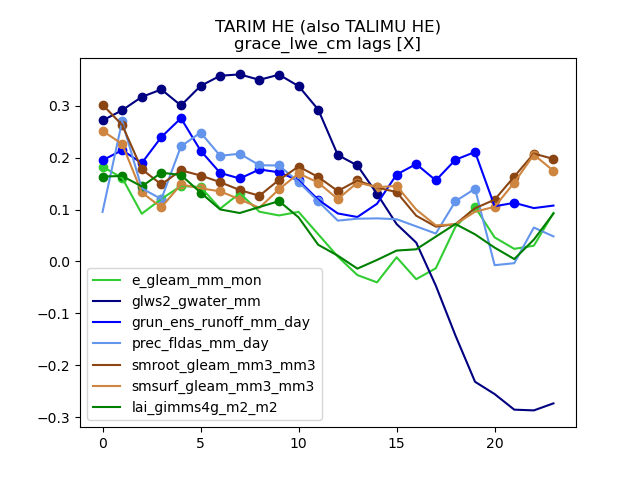 TARIM HE (also TALIMU HE)
grace_lwe_cm lags [X]
0.3
0.2
0.1
0.0
−0.1
−0.2
−0.3
e_gleam_mm_mon
glws2_gwater_mm
grun_ens_runoff_mm_day
prec_fldas_mm_day
smroot_gleam_mm3_mm3
smsurf_gleam_mm3_mm3
lai_gimms4g_m2_m2
0 5 10 15 20